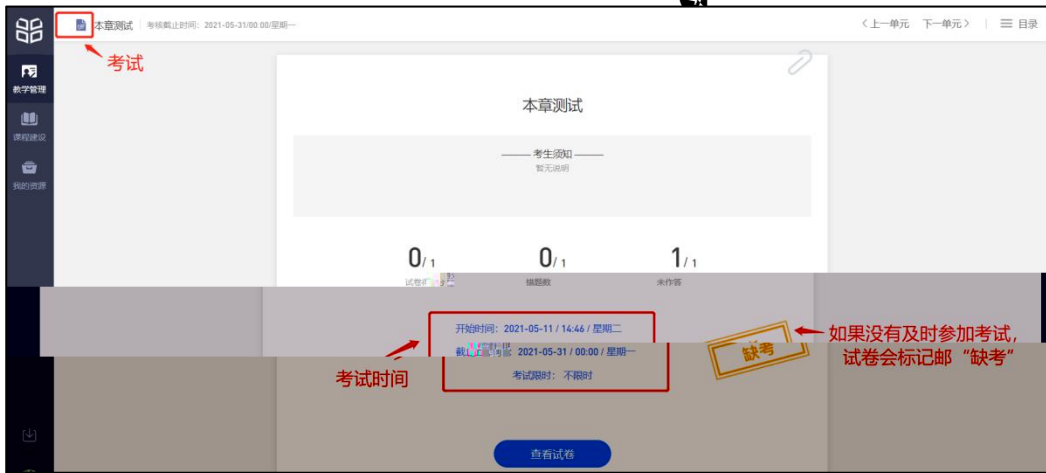 本章测试 考核截止时间：2021-05-31/00:00/星期一
〈上一单元 下一单元〉 目录
考试
教学管理
课程建设
我的资源
本章测试
考生须知
暂无说明
0/ 1 0/ 1 1/ 1
未作答
开始时间：2021-05-11 / 14:46 / 星期二
2021-05-31 / 00:00 / 星期一
考试限时：不限时
考试时间
缺考
如果没有及时参加考试，
试卷会标记邮“缺考”
查看试卷